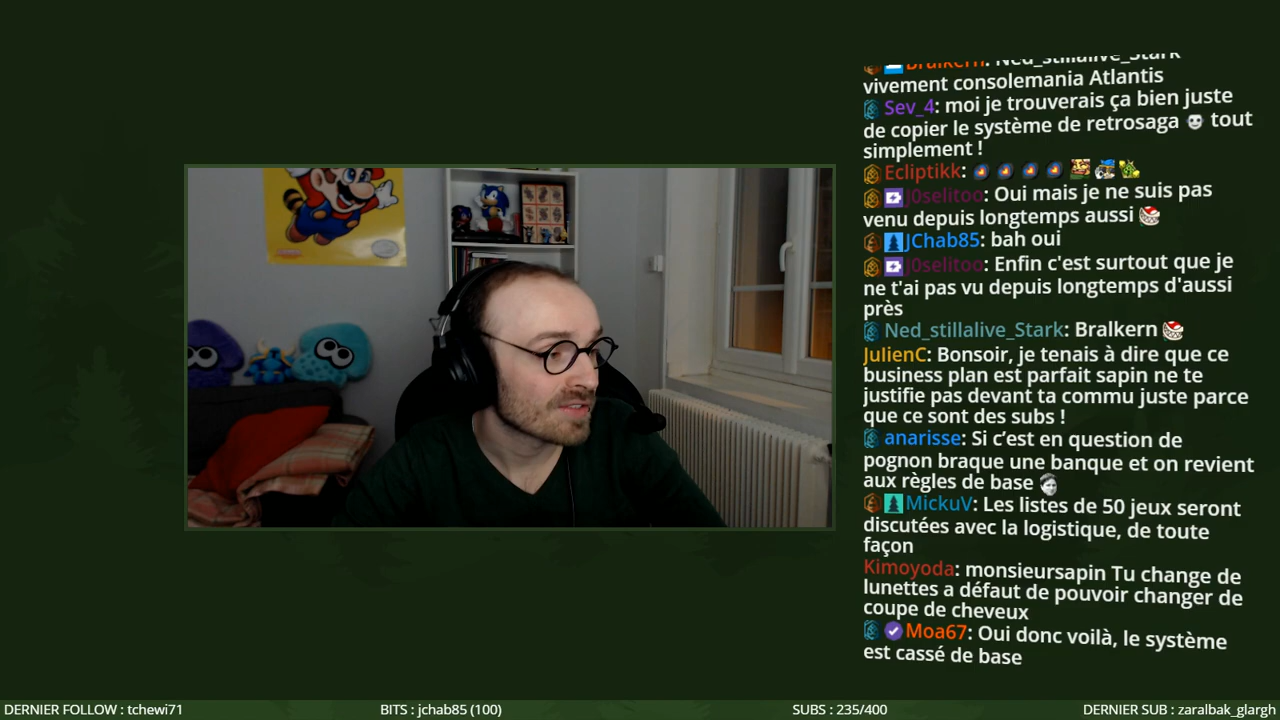 Bralkern: Ned_stillalive_Stark
vivement consolemania Atlantis
Sev_4: moi je trouverais ça bien juste
de copier le système de retrosaga tout
simplement !
Ecliptikk:
J0selitoo: Oui mais je ne suis pas
venu depuis longtemps aussi
JChab85: bah oui
J0selitoo: Enfin c'est surtout que je
ne t'ai pas vu depuis longtemps d'aussi
près
Ned_stillalive_Stark: Bralkern
JulienC: Bonsoir, je tenais à dire que ce
business plan est parfait sapin ne te
justifie pas devant ta commu juste parce
que ce sont des subs !
anarisse: Si c’est en question de
pognon braque une banque et on revient
aux règles de base
MickuV: Les listes de 50 jeux seront
discutées avec la logistique, de toute
façon
Kimoyoda: monsieursapin Tu change de
lunettes a défaut de pouvoir changer de
coupe de cheveux
Moa67: Oui donc voilà, le système
est cassé de base
DERNIER FOLLOW : tchewi71
BITS : jchab85 (100)
SUBS : 235/400
DERNIER SUB : zaralbak_glargh